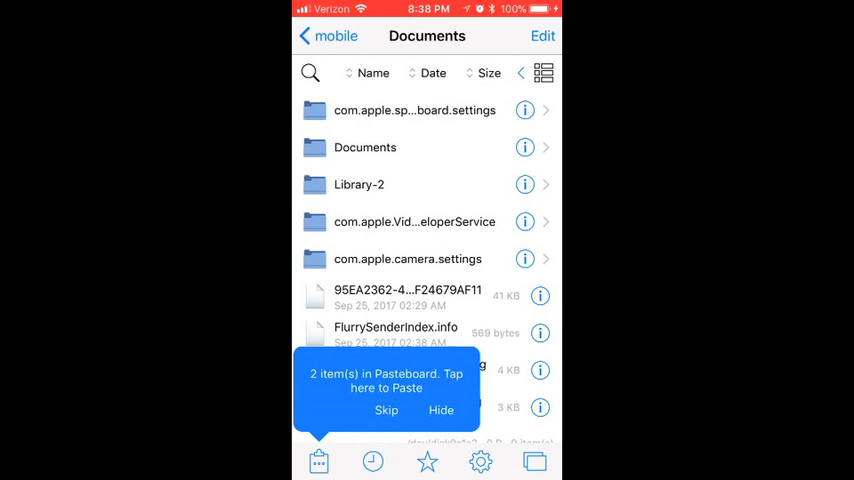 Verizon 8:38 PM 100%
mobile Documents Edit
Name Date Size
com.apple.sp...board.settings
Documents
Library-2
com.apple.Vid...eloperService
com.apple.camera.settings
95EA2362-4...F24679AF11 41 KB
Sep 25, 2017 02:29 AM
FlurrySenderIndex.info 569 bytes
Sep 25, 2017 02:38 AM
g 4 KB
2 item(s) in Pasteboard. Tap
here to Paste
Skip Hide
3 KB